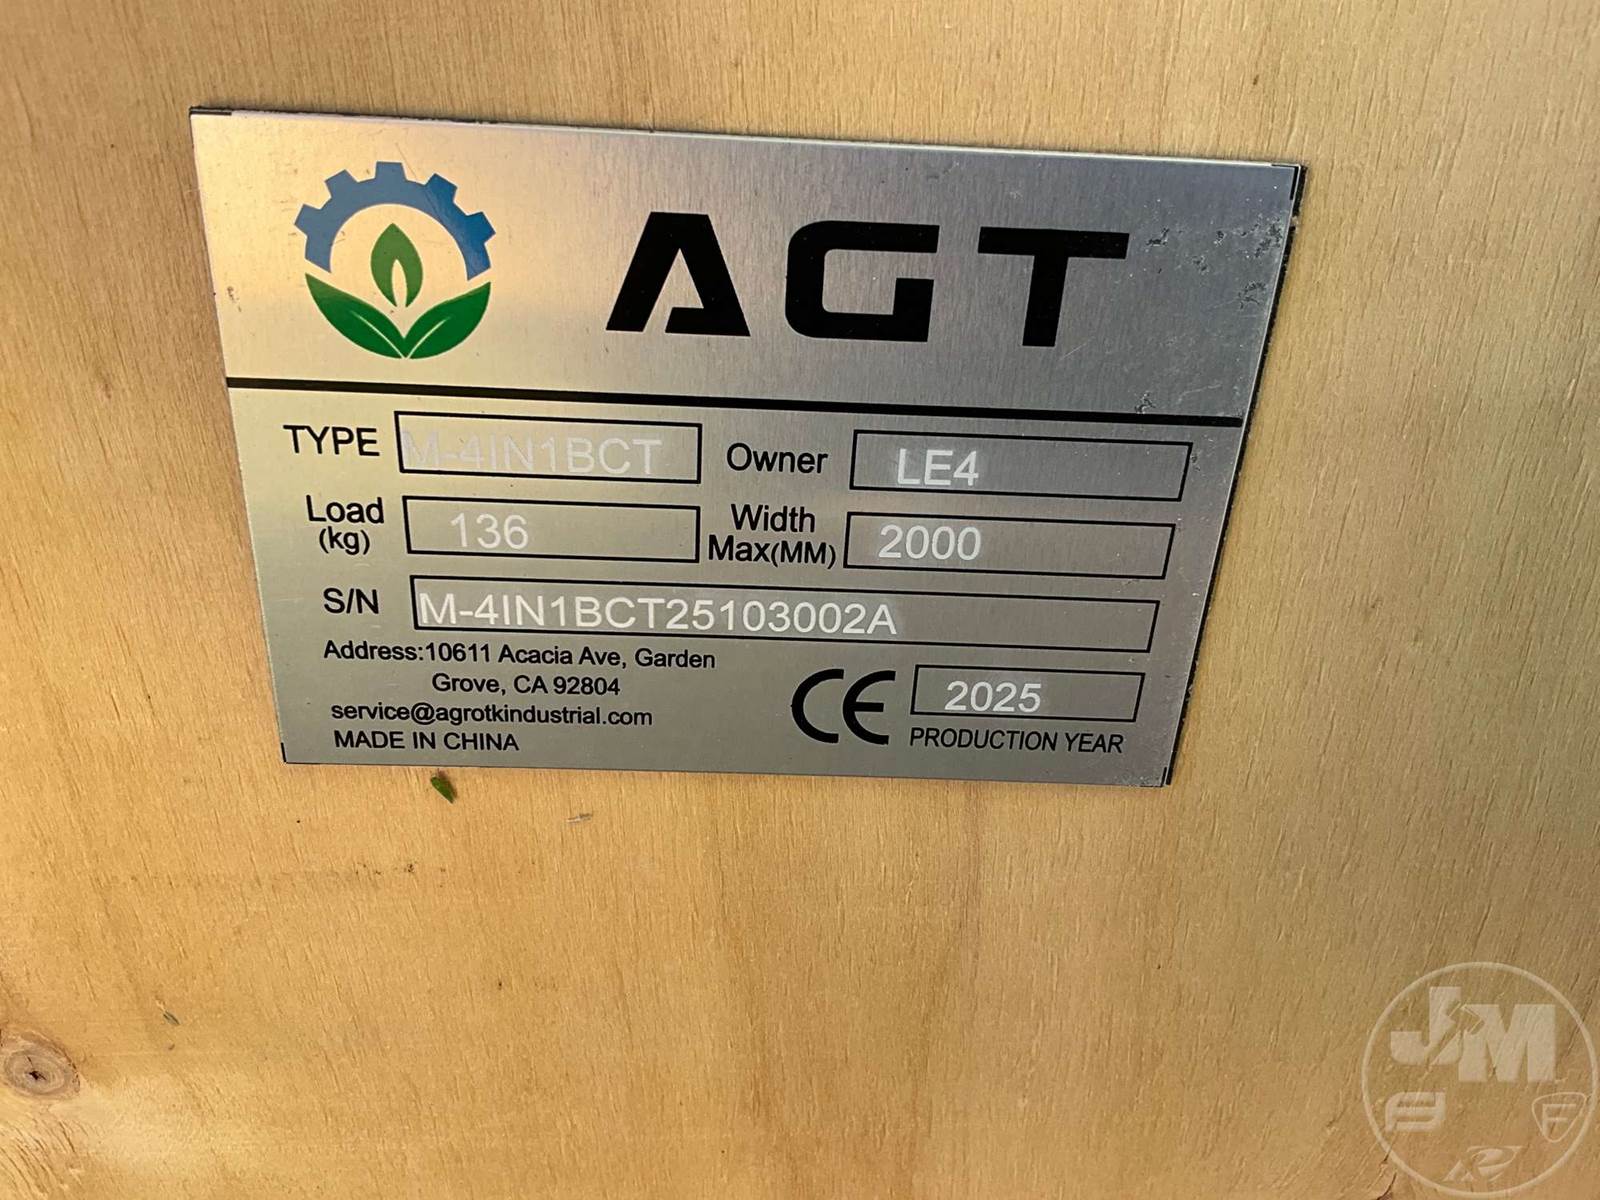 AGT
TYPE M-4IN1BCT Owner LE4
Load (kg) 136 Width Max(MM) 2000
S/N M-4IN1BCT25103002A
Address:10611 Acacia Ave, Garden
Grove, CA 92804
service@agrotkindustrial.com
MADE IN CHINA
CE 2025
PRODUCTION YEAR
JM